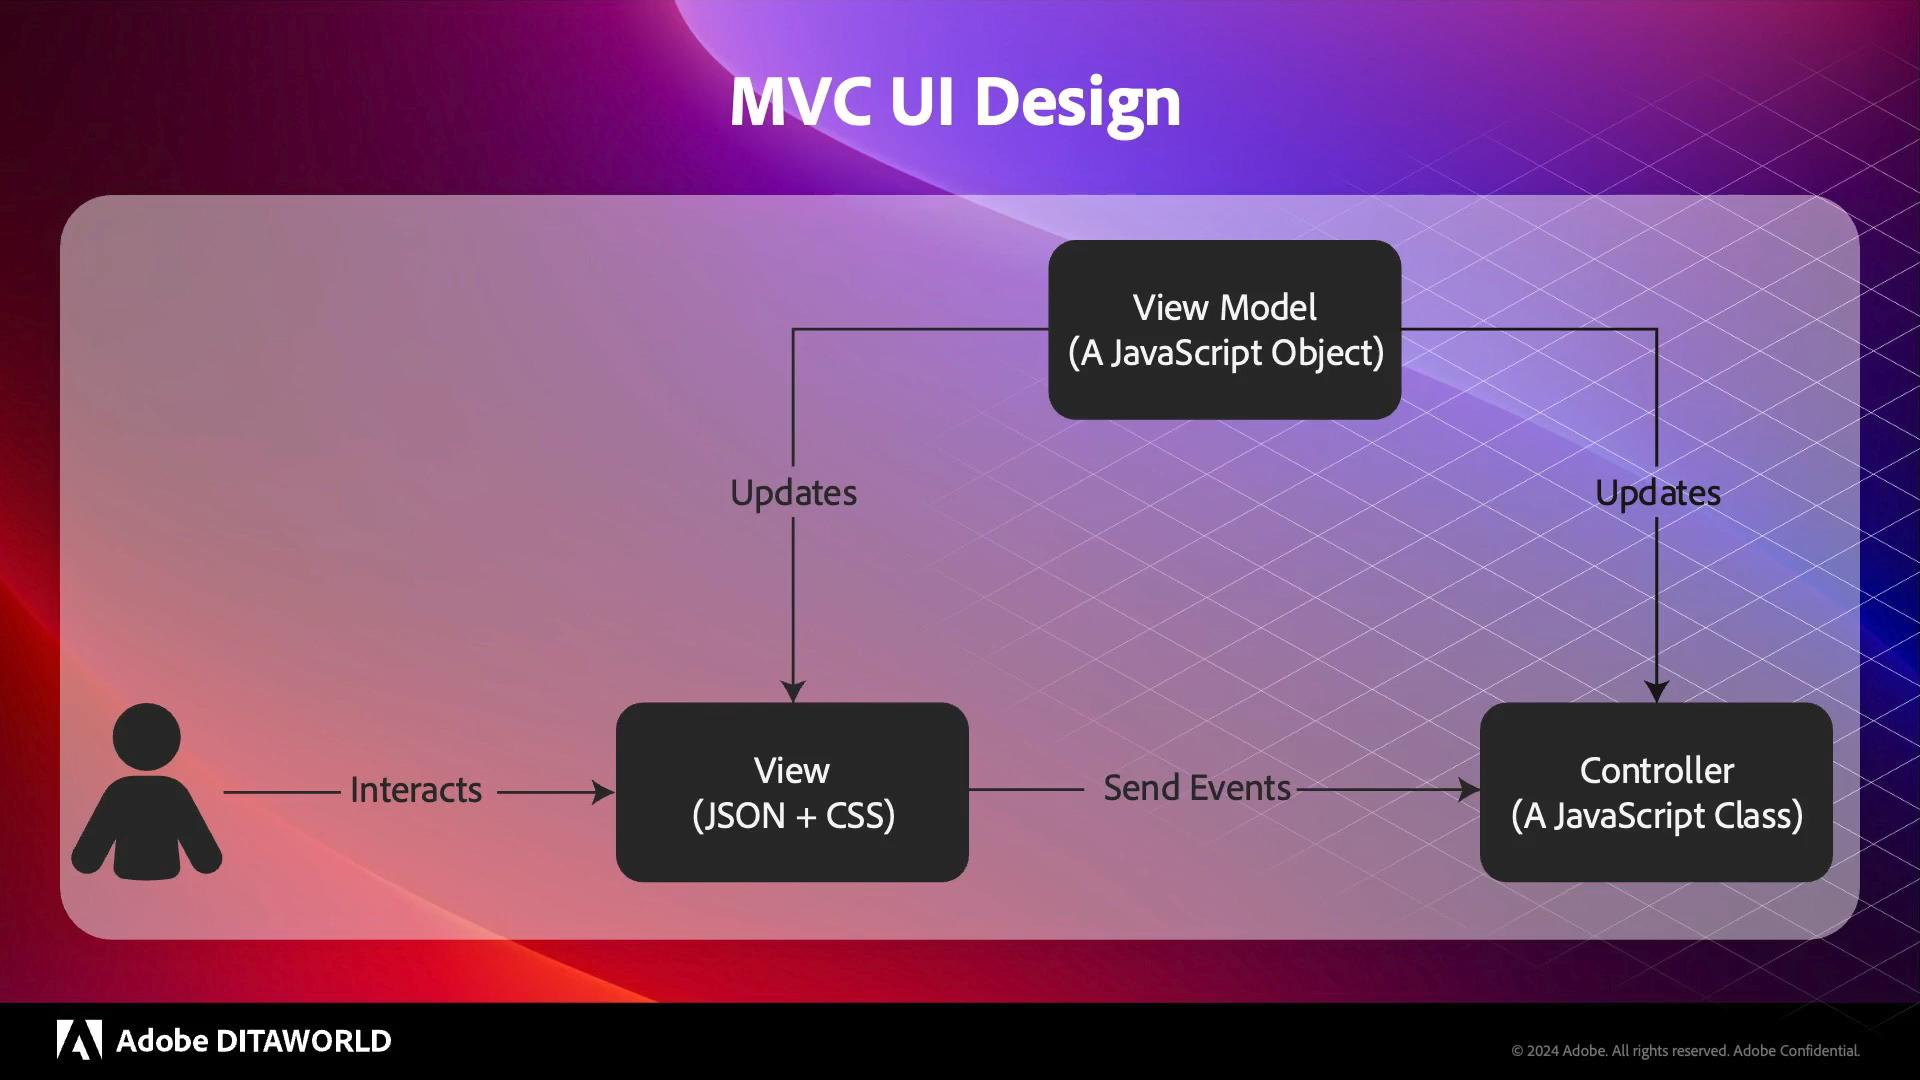 MVC UI Design
View Model
(A JavaScript Object)
Updates
Updates
Interacts
View
(JSON + CSS)
Send Events
Controller
(A JavaScript Class)
Adobe DITAWORLD
© 2024 Adobe. All rights reserved. Adobe Confidential.